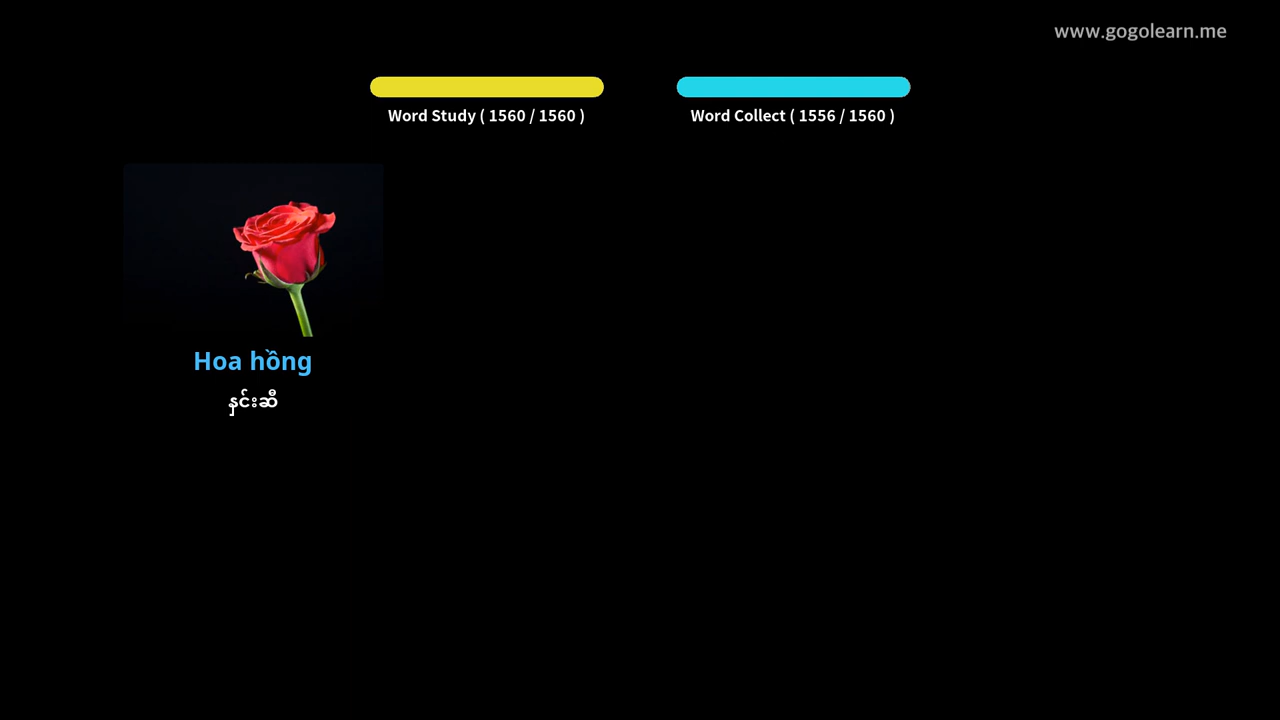 www.gogolearn.me
Word Study ( 1560 / 1560 )
Word Collect ( 1556 / 1560 )
Hoa hồng
နှင်းဆီ